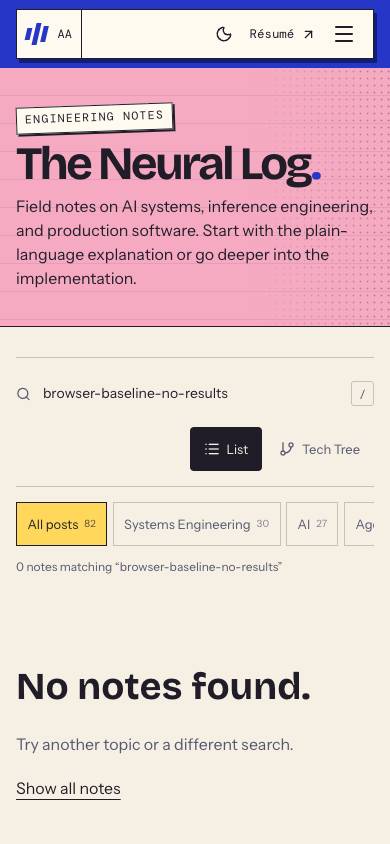 AA
Résumé
ENGINEERING NOTES
The Neural Log.
Field notes on AI systems, inference engineering,
and production software. Start with the plain-
language explanation or go deeper into the
implementation.
browser-baseline-no-results
/
List
Tech Tree
All posts 82
Systems Engineering 30
AI 27
Age
0 notes matching “browser-baseline-no-results”
No notes found.
Try another topic or a different search.
Show all notes